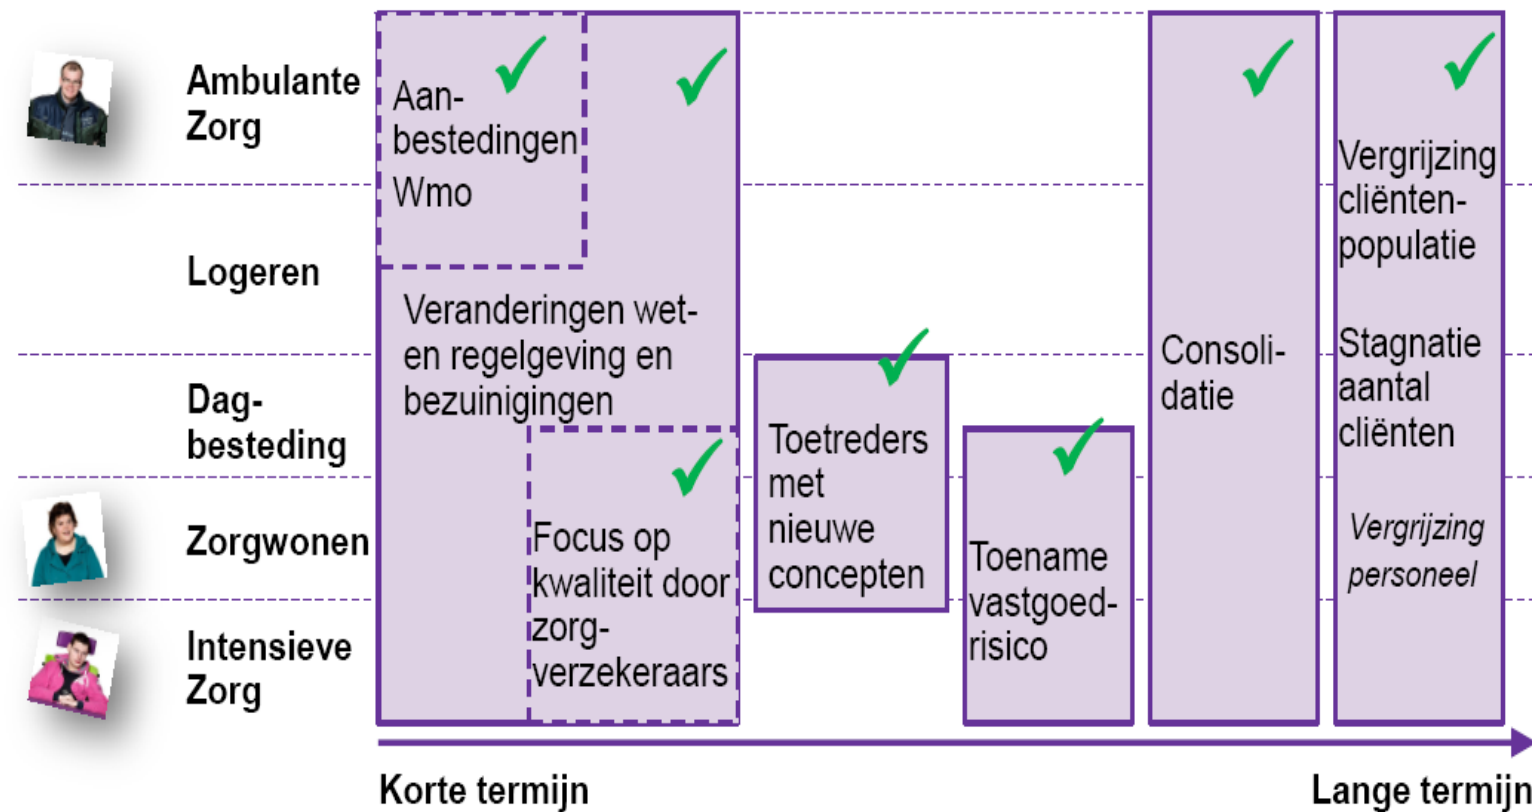 Ambulante
Zorg
Logeren
Dag-
besteding
Zorgwonen
Intensieve
Zorg
Aan-
bestedingen
Wmo
Veranderingen wet-
en regelgeving en
bezuinigingen
Focus op
kwaliteit door
zorg-
verzekeraars
Toetreders
met
nieuwe
concepten
Toename
vastgoed-
risico
Consoli-
datie
Vergrijzing
cliënten-
populatie
Stagnatie
aantal
cliënten
Vergrijzing
personeel
Korte termijn
Lange termijn